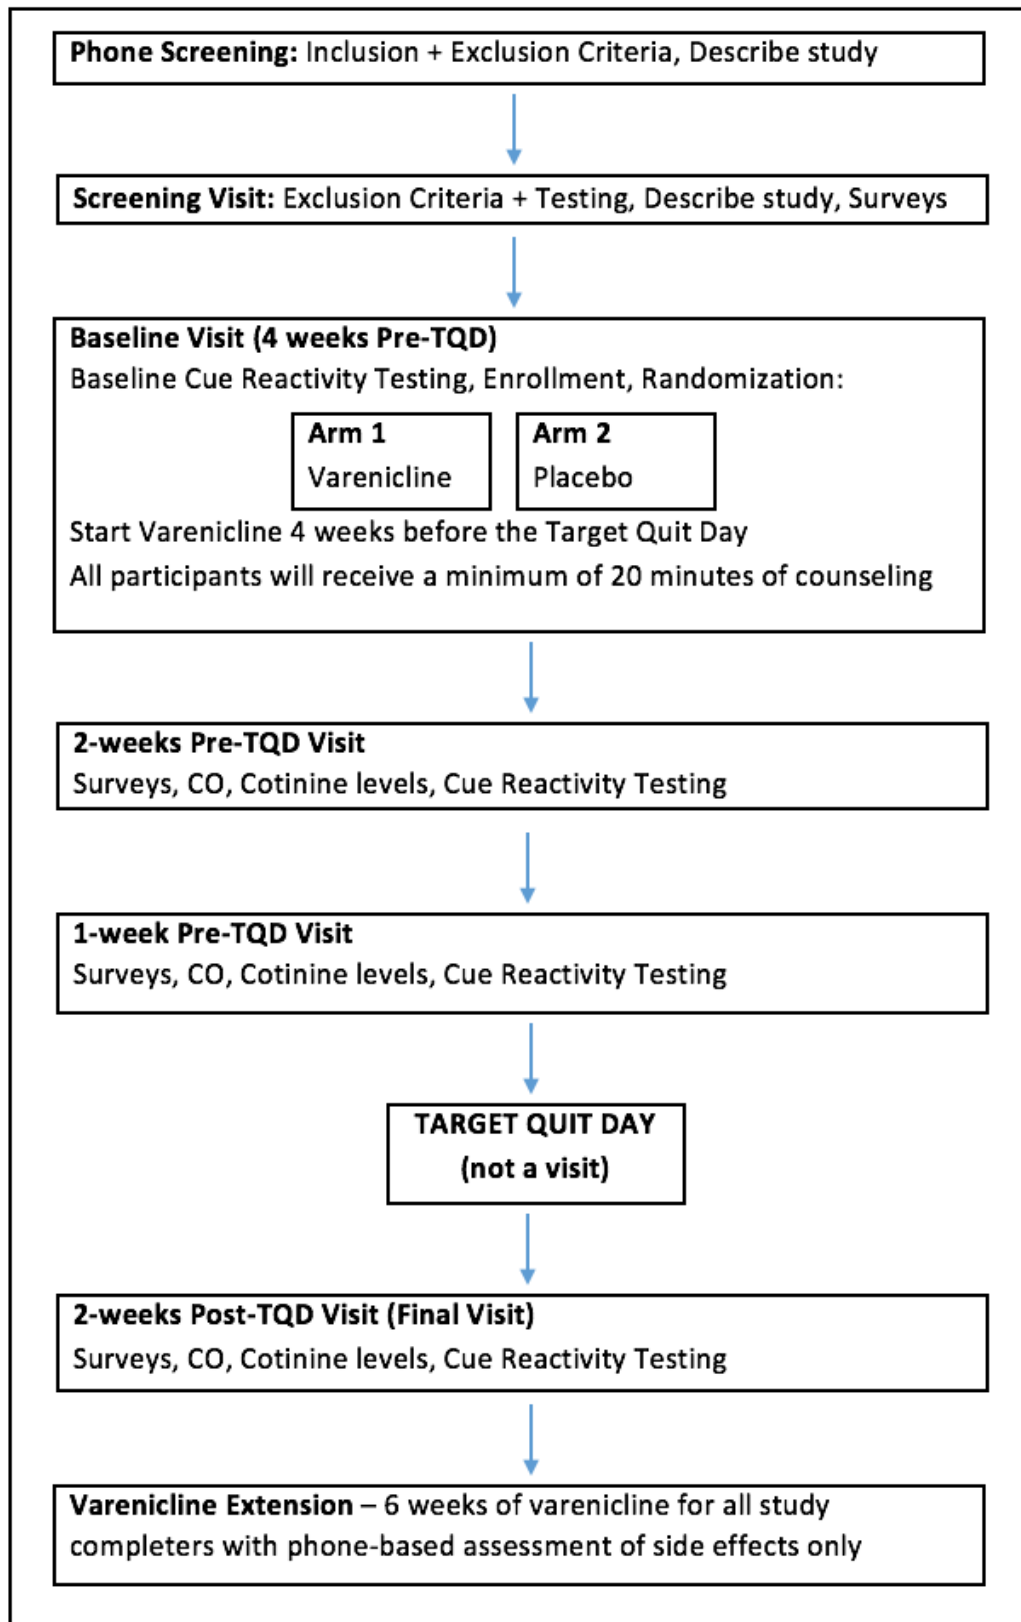 Phone Screening: Inclusion + Exclusion Criteria, Describe study
Screening Visit: Exclusion Criteria + Testing, Describe study, Surveys
Baseline Visit (4 weeks Pre-TQD)
Baseline Cue Reactivity Testing, Enrollment, Randomization:
Arm 1
Varenicline
Arm 2
Placebo
Start Varenicline 4 weeks before the Target Quit Day
All participants will receive a minimum of 20 minutes of counseling
2-weeks Pre-TQD Visit
Surveys, CO, Cotinine levels, Cue Reactivity Testing
1-week Pre-TQD Visit
Surveys, CO, Cotinine levels, Cue Reactivity Testing
TARGET QUIT DAY
(not a visit)
2-weeks Post-TQD Visit (Final Visit)
Surveys, CO, Cotinine levels, Cue Reactivity Testing
Varenicline Extension – 6 weeks of varenicline for all study
completers with phone-based assessment of side effects only